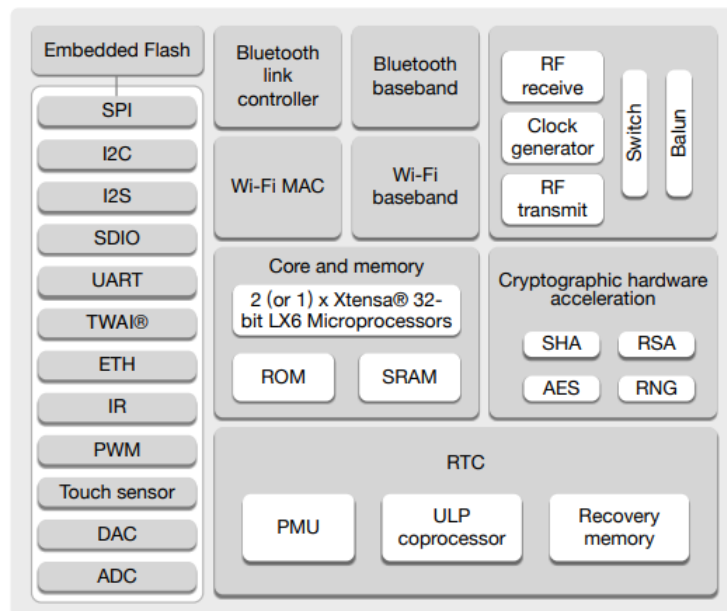 Embedded Flash
SPI
I2C
I2S
SDIO
UART
TWAI®
ETH
IR
PWM
Touch sensor
DAC
ADC
Bluetooth
link
controller
Bluetooth
baseband
Wi-Fi MAC
Wi-Fi
baseband
RF
receive
Clock
generator
RF
transmit
Switch
Balun
Core and memory
2 (or 1) x Xtensa® 32-
bit LX6 Microprocessors
ROM
SRAM
Cryptographic hardware
acceleration
SHA
RSA
AES
RNG
RTC
PMU
ULP
coprocessor
Recovery
memory